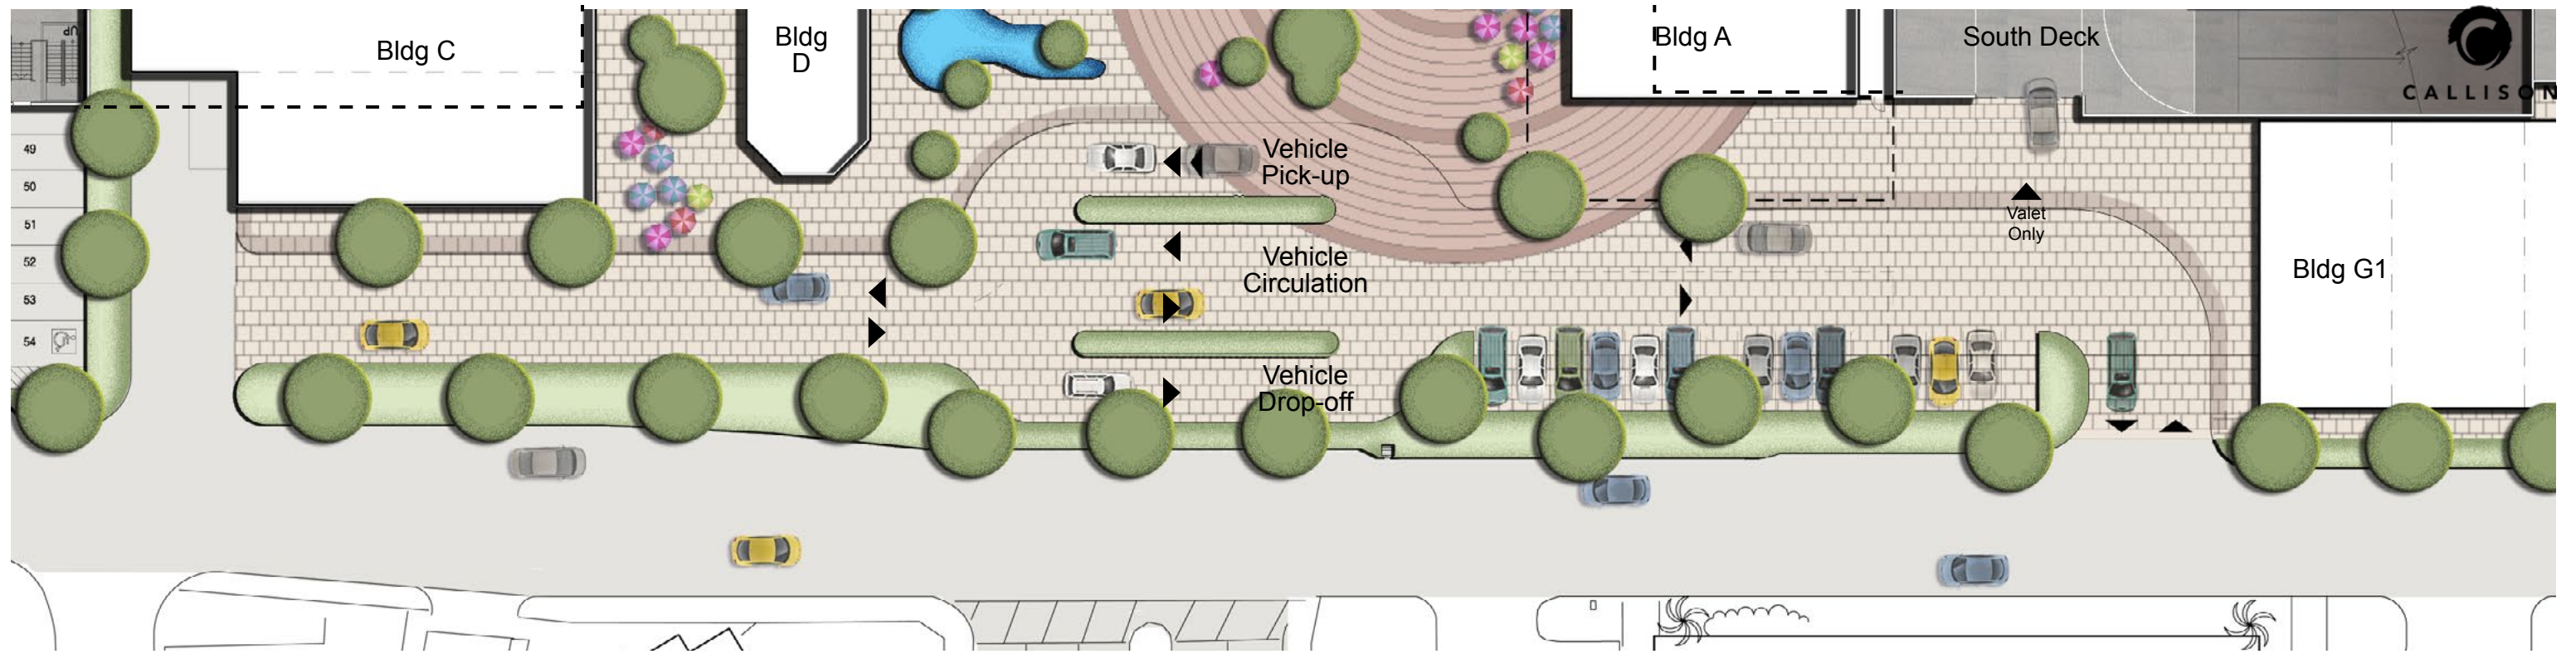 UP
Bldg C
Bldg
D
Bldg A
South Deck
CALLISON
49
50
51
52
53
54
Vehicle
Pick-up
Valet
Only
Vehicle
Circulation
Bldg G1
Vehicle
Drop-off